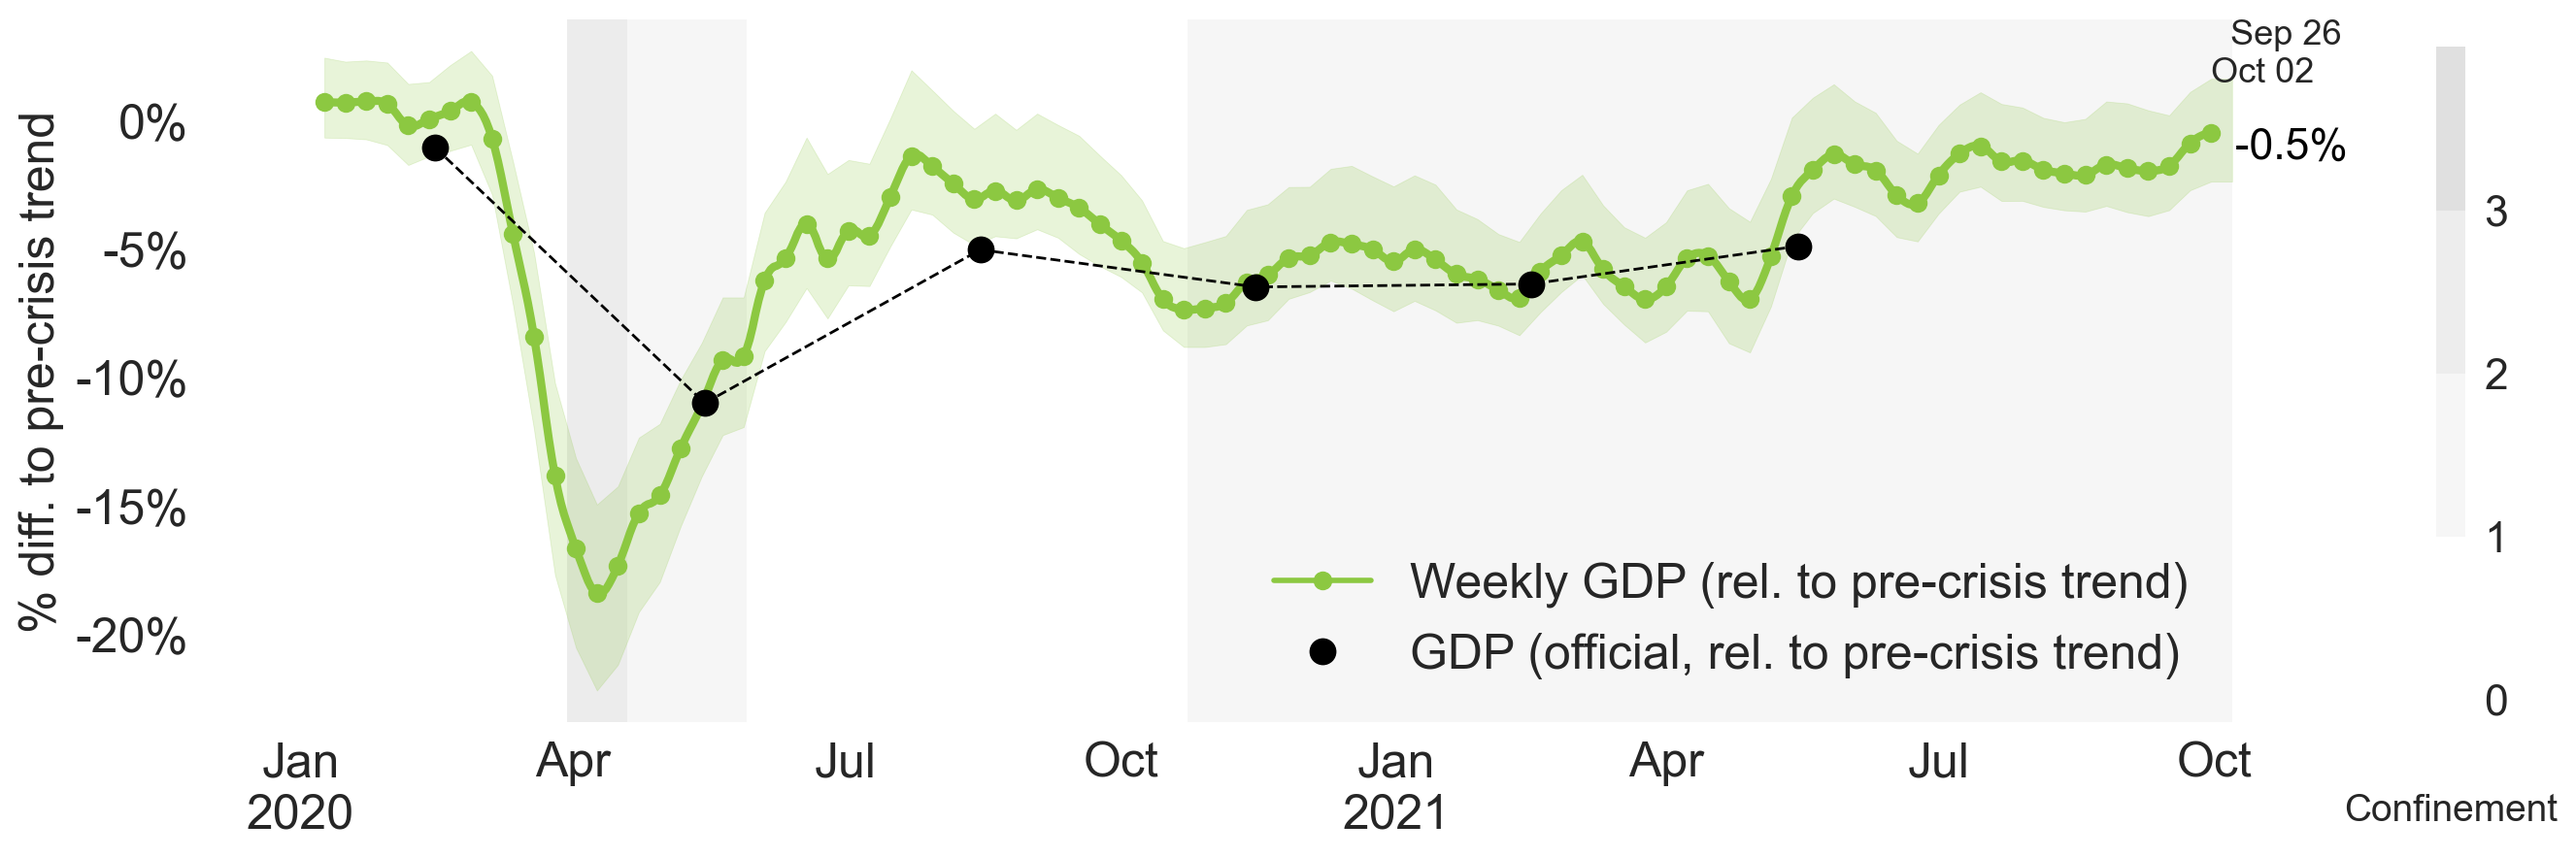 % diff. to pre-crisis trend
0%
-5%
-10%
-15%
-20%
Sep 26
Oct 02
-0.5%
Weekly GDP (rel. to pre-crisis trend)
GDP (official, rel. to pre-crisis trend)
Jan Apr Jul Oct Jan Apr Jul Oct
2020 2021
3
2
1
0
Confinement